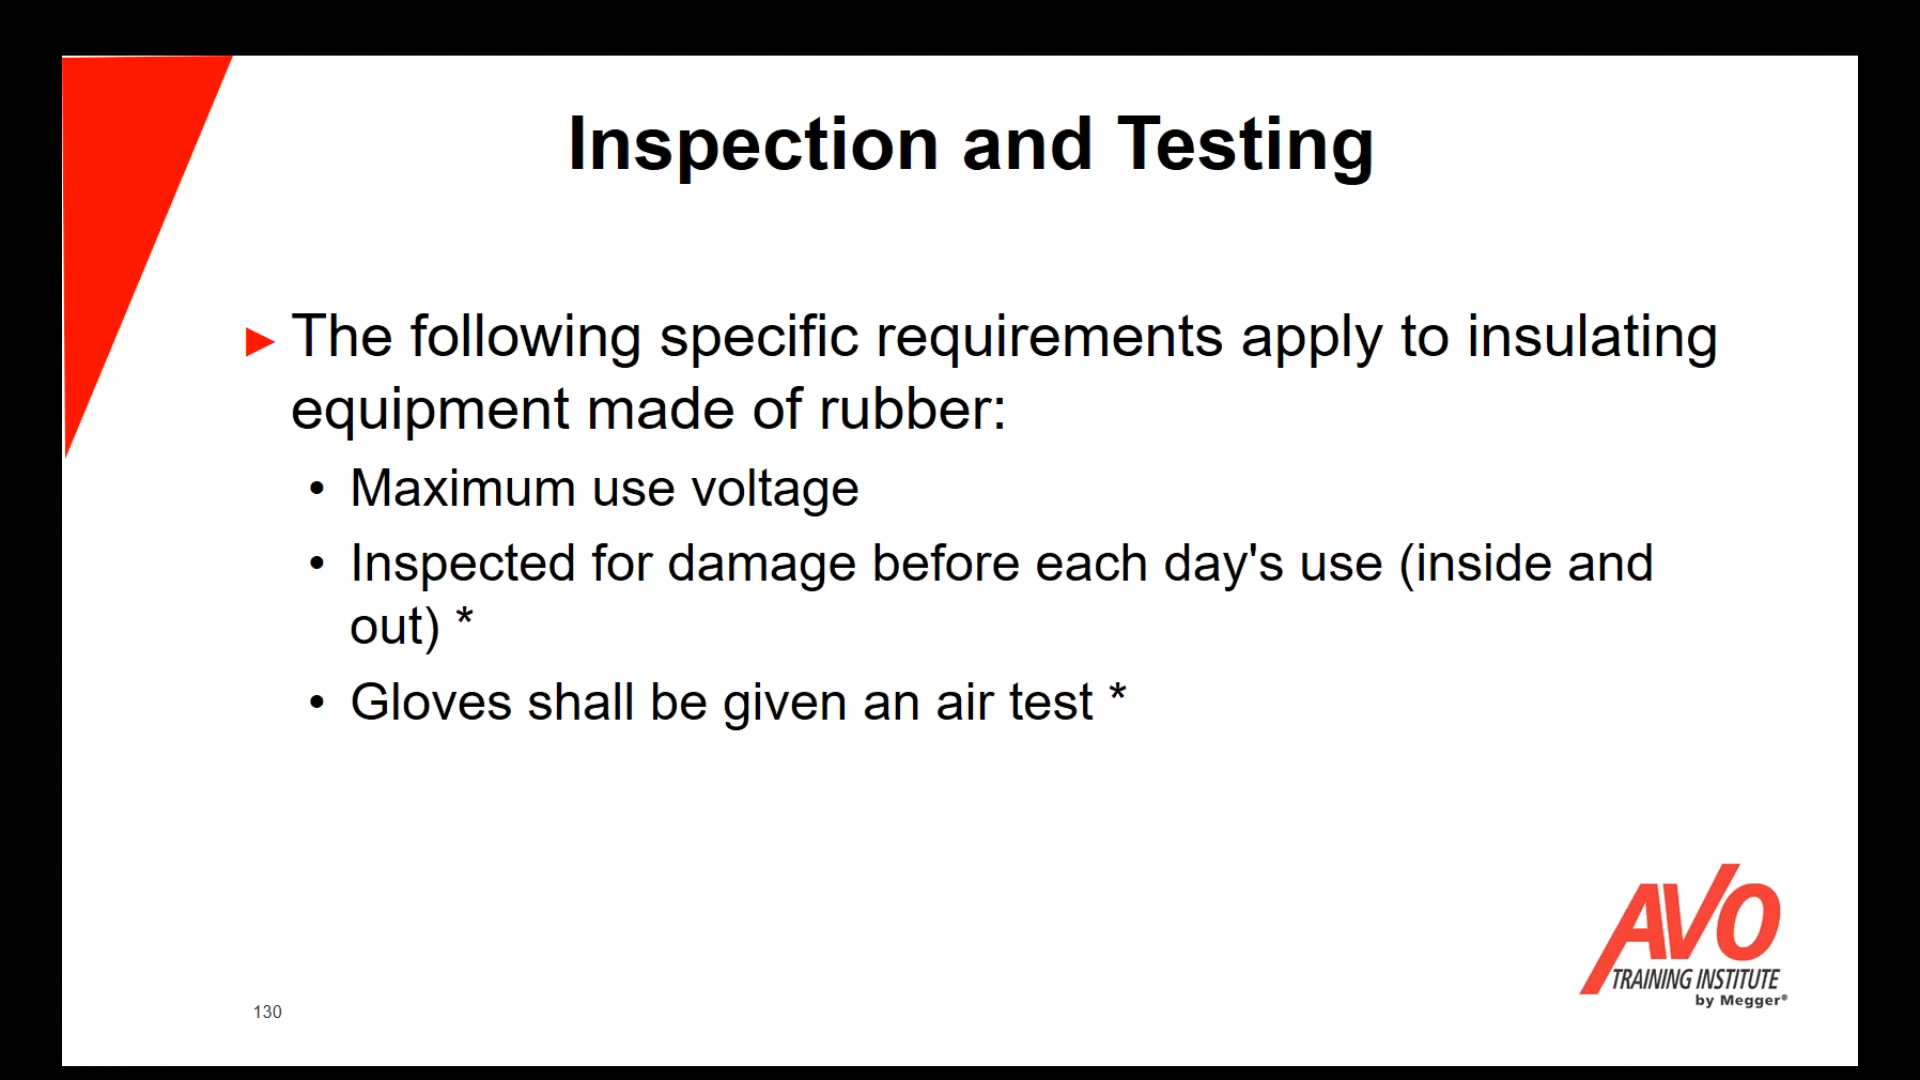 Inspection and Testing
► The following specific requirements apply to insulating
equipment made of rubber:
• Maximum use voltage
• Inspected for damage before each day's use (inside and
out) *
• Gloves shall be given an air test *
AVO
TRAINING INSTITUTE
by Megger®
130